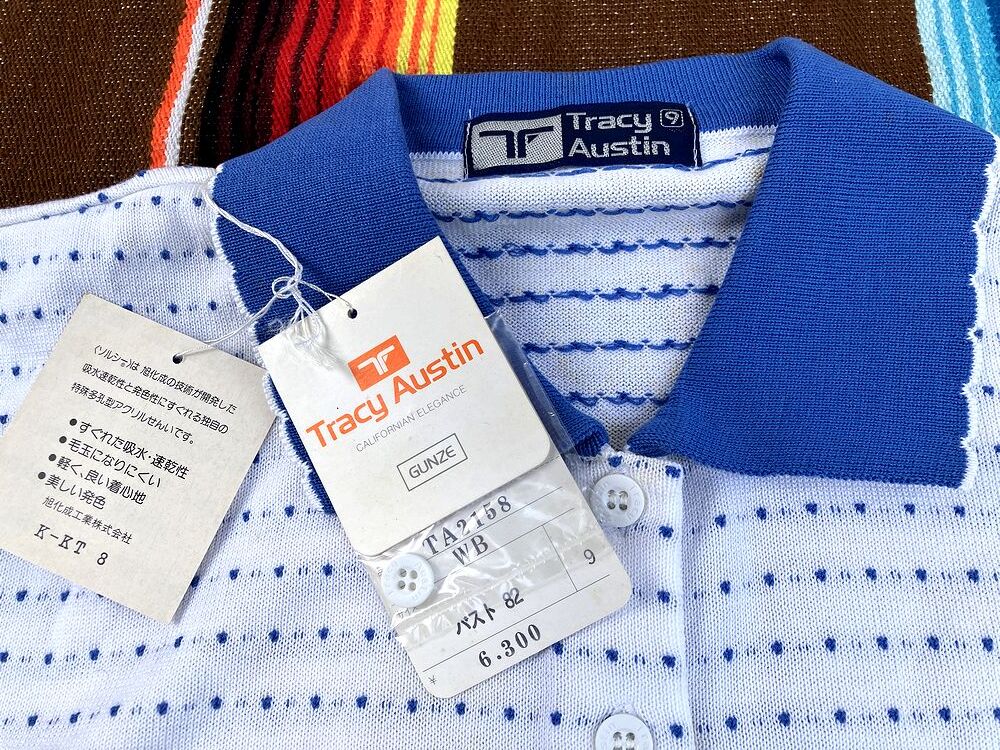 Tracy 9
Austin
〈ソルシー®〉は 旭化成の技術が開発した
吸水速乾性と発色性にすぐれる独自の
特殊多孔型アクリルせんいです。
●すぐれた吸水・速乾性
●毛玉になりにくい
●軽く、良い着心地
●美しい発色
旭化成工業株式会社
K-KT 8
Tracy Austin
CALIFORNIAN ELEGANCE
GUNZE
TA2158
WB
サイズ
9
バスト 82
¥ 6.300